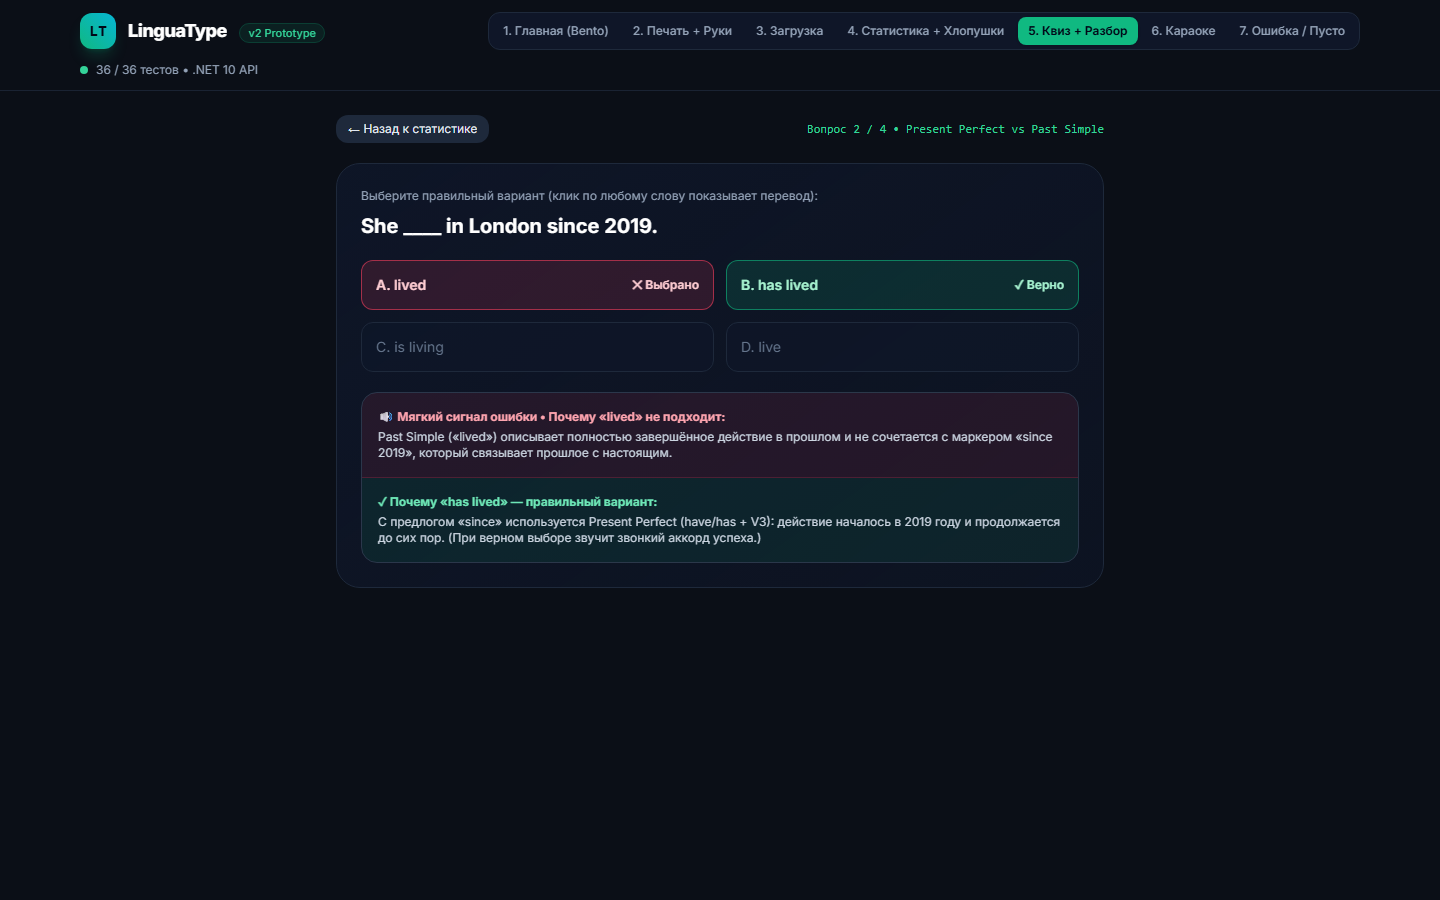 LT LinguaType v2 Prototype
1. Главная (Bento) 2. Печать + Руки 3. Загрузка 4. Статистика + Хлопушки 5. Квиз + Разбор 6. Караоке 7. Ошибка / Пусто
36 / 36 тестов • .NET 10 API
← Назад к статистике
Вопрос 2 / 4 • Present Perfect vs Past Simple
Выберите правильный вариант (клик по любому слову показывает перевод):
She ____ in London since 2019.
A. lived ✕ Выбрано
B. has lived ✓ Верно
C. is living
D. live
🔊 Мягкий сигнал ошибки • Почему «lived» не подходит:
Past Simple («lived») описывает полностью завершённое действие в прошлом и не сочетается с маркером «since
2019», который связывает прошлое с настоящим.
✓ Почему «has lived» — правильный вариант:
С предлогом «since» используется Present Perfect (have/has + V3): действие началось в 2019 году и продолжается
до сих пор. (При верном выборе звучит звонкий аккорд успеха.)